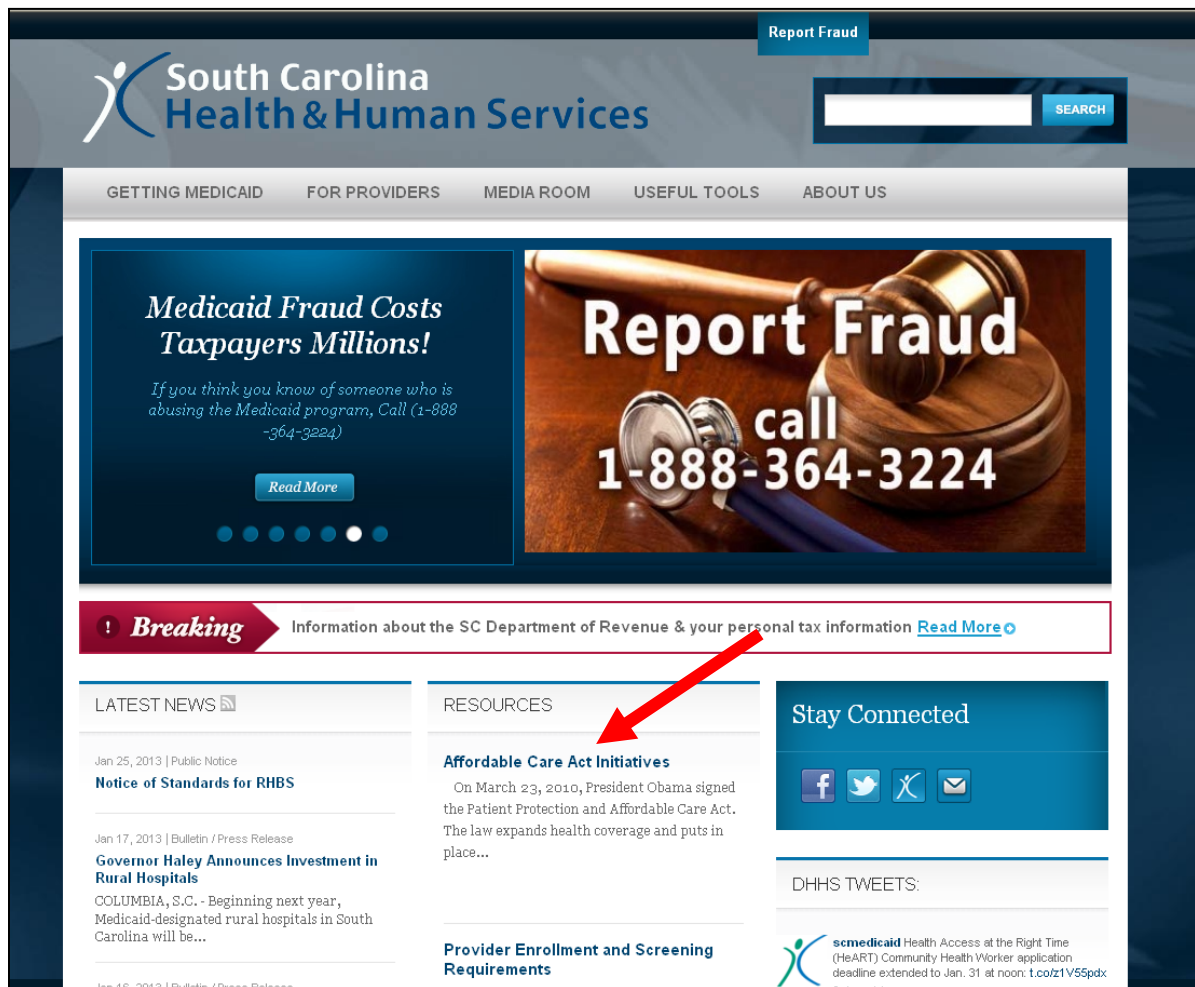 Report Fraud
South Carolina
Health & Human Services
SEARCH
GETTING MEDICAID FOR PROVIDERS MEDIA ROOM USEFUL TOOLS ABOUT US
Medicaid Fraud Costs
Taxpayers Millions!
If you think you know of someone who is
abusing the Medicaid program, Call (1-888
-364-3224)
Read More
Report Fraud
call
1-888-364-3224
! Breaking
Information about the SC Department of Revenue & your personal tax information Read More
LATEST NEWS
Jan 25, 2013 | Public Notice
Notice of Standards for RHBS
Jan 17, 2013 | Bulletin / Press Release
Governor Haley Announces Investment in
Rural Hospitals
COLUMBIA, S.C. - Beginning next year,
Medicaid-designated rural hospitals in South
Carolina will be...
Jan 16, 2013 | Bulletin / Press Release
RESOURCES
Affordable Care Act Initiatives
On March 23, 2010, President Obama signed
the Patient Protection and Affordable Care Act.
The law expands health coverage and puts in
place...
Provider Enrollment and Screening
Requirements
Stay Connected
DHHS TWEETS:
scmedicaid Health Access at the Right Time
(HeART) Community Health Worker application
deadline extended to Jan. 31 at noon: t.co/z1V55pdx